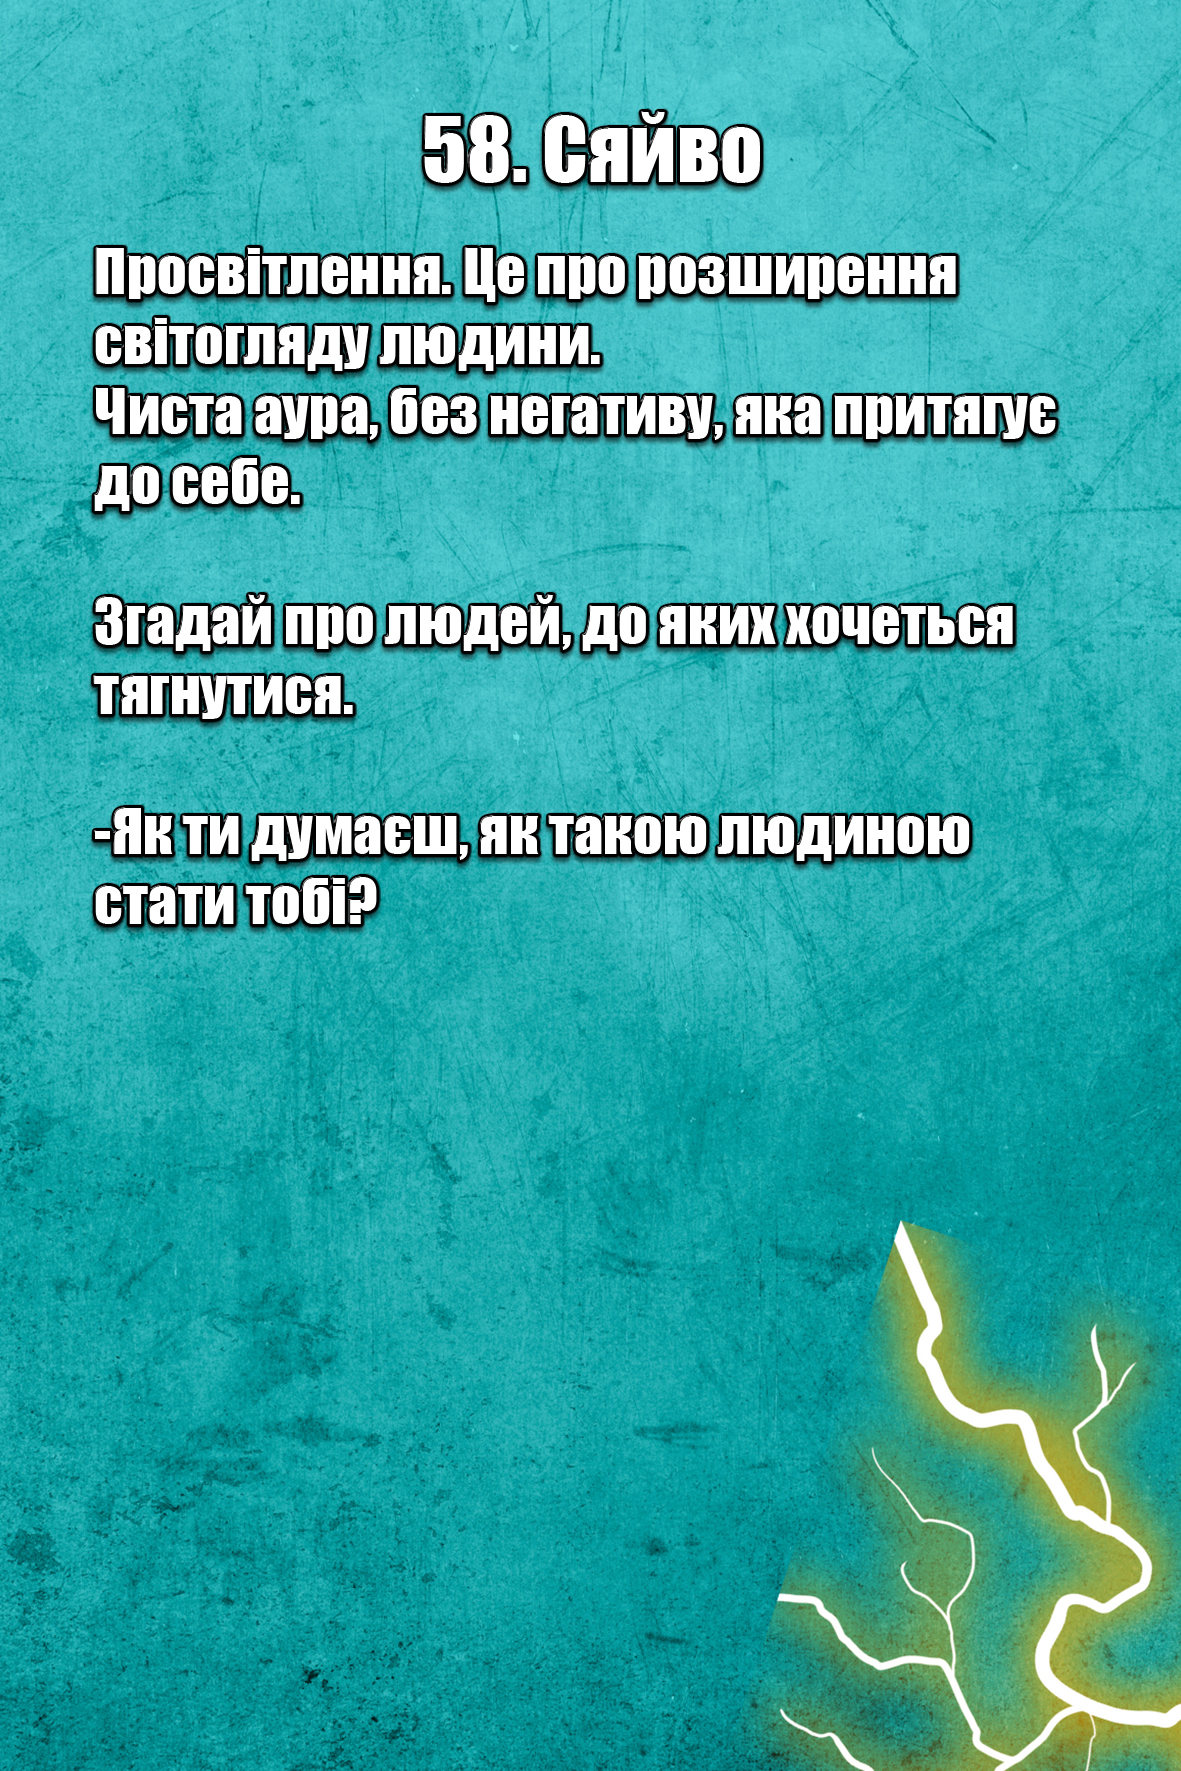 58. Сяйво
Просвітлення. Це про розширення
світогляду людини.
Чиста аура, без негативу, яка притягує
до себе.
Згадай про людей, до яких хочеться
тягнутися.
-Як ти думаєш, як такою людиною
стати тобі?